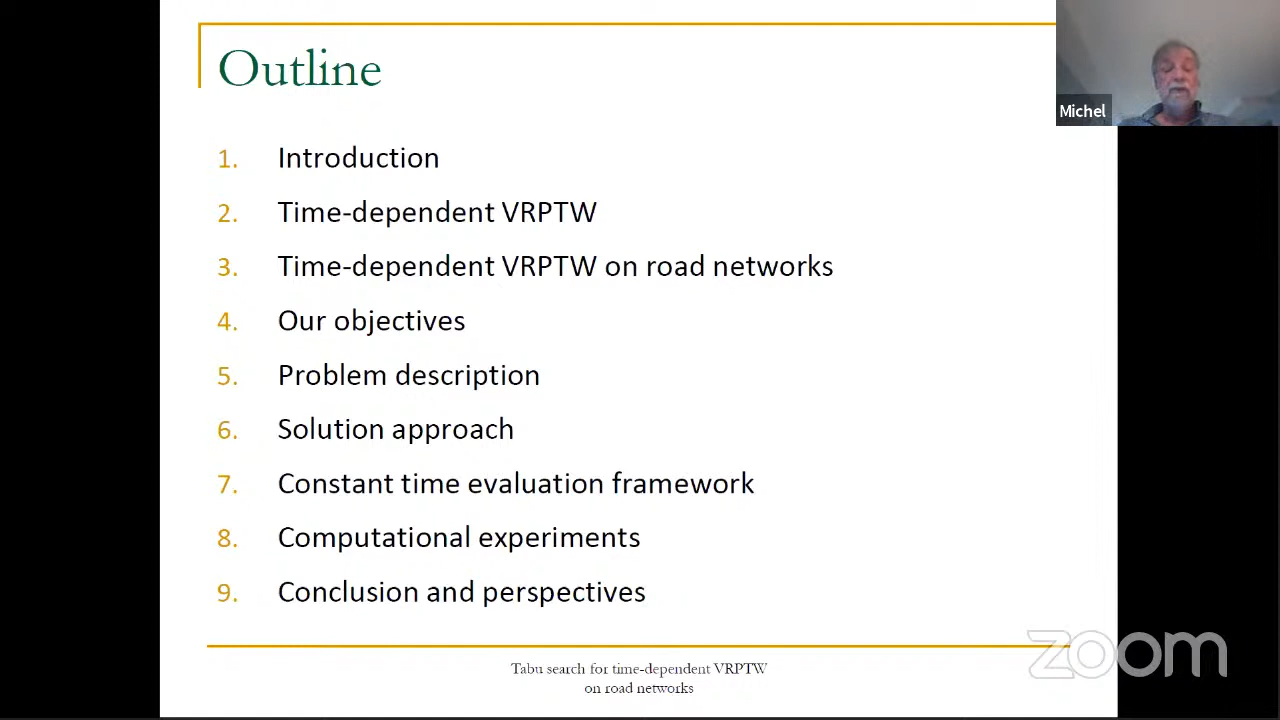 Outline
Michel
1. Introduction
2. Time-dependent VRPTW
3. Time-dependent VRPTW on road networks
4. Our objectives
5. Problem description
6. Solution approach
7. Constant time evaluation framework
8. Computational experiments
9. Conclusion and perspectives
Tabu search for time-dependent VRPTW
on road networks
zoom